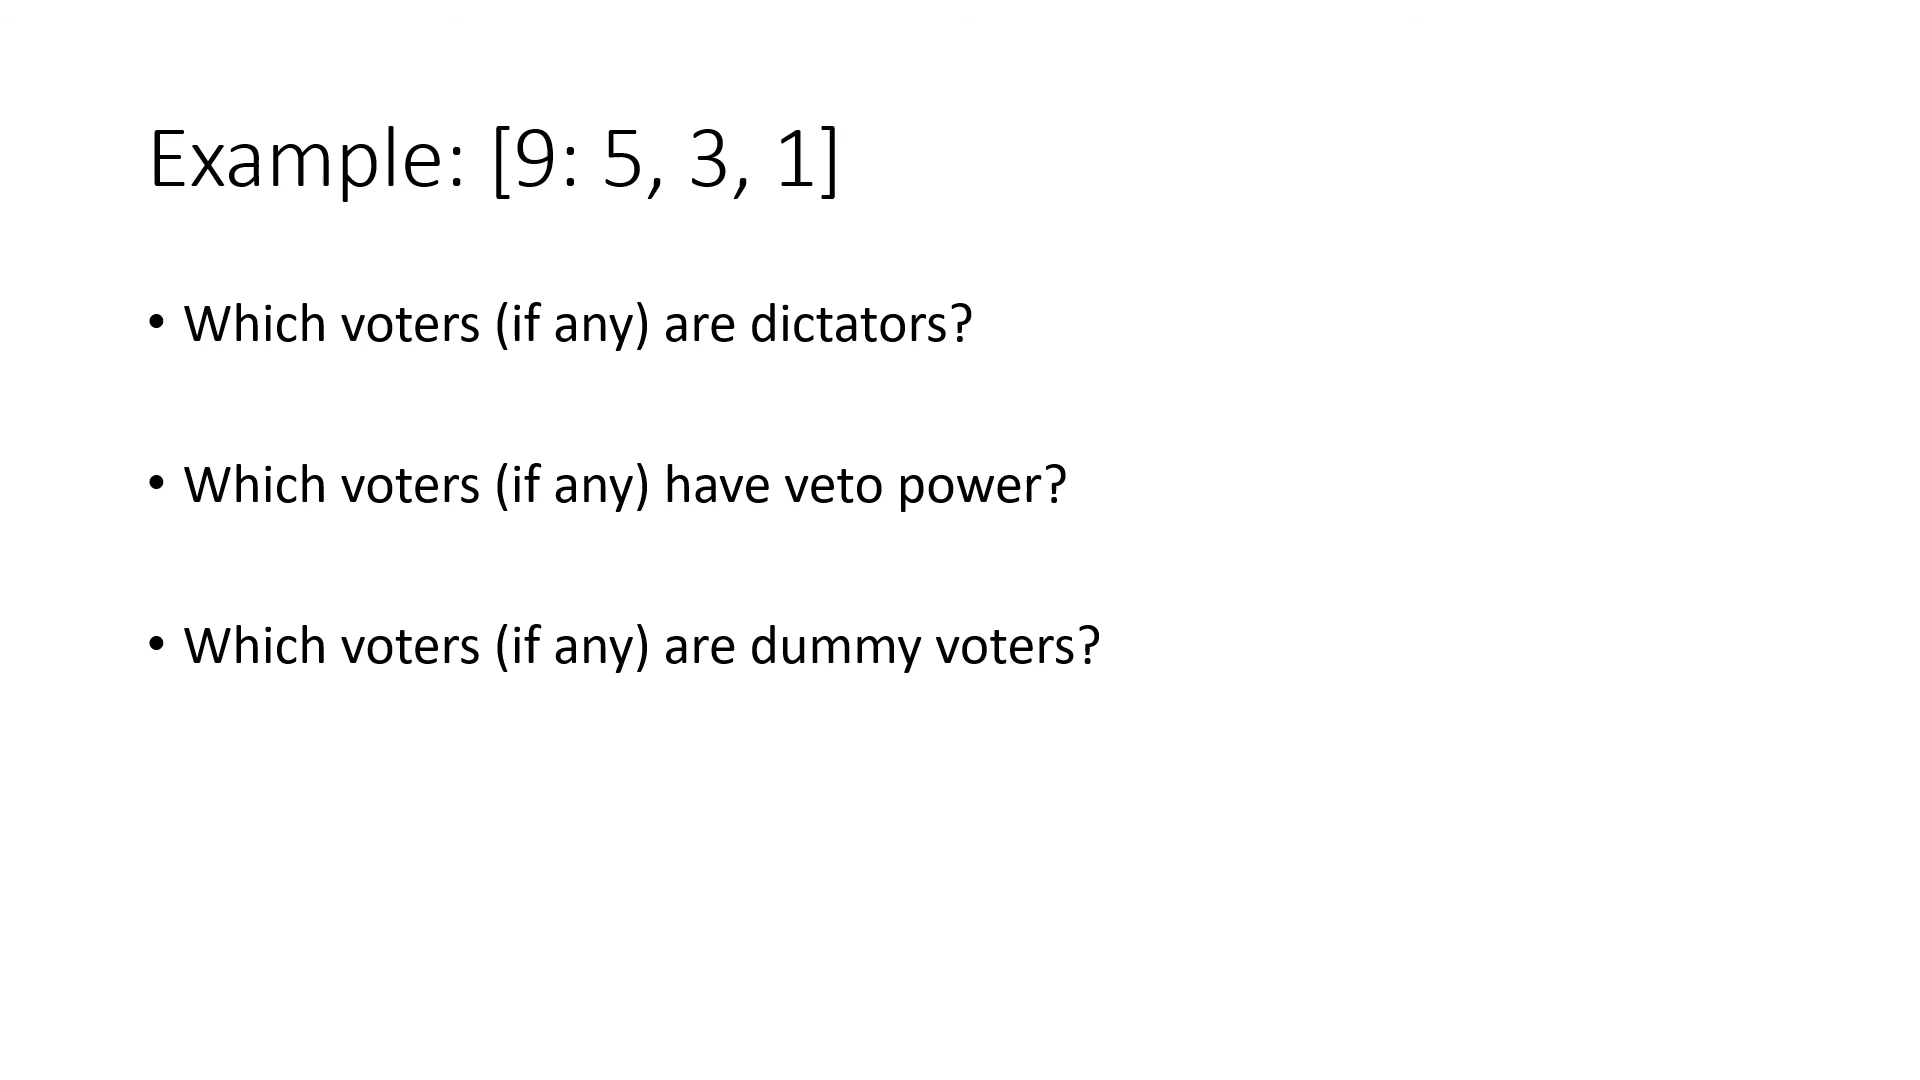 Example: [9: 5, 3, 1]
• Which voters (if any) are dictators?
• Which voters (if any) have veto power?
• Which voters (if any) are dummy voters?